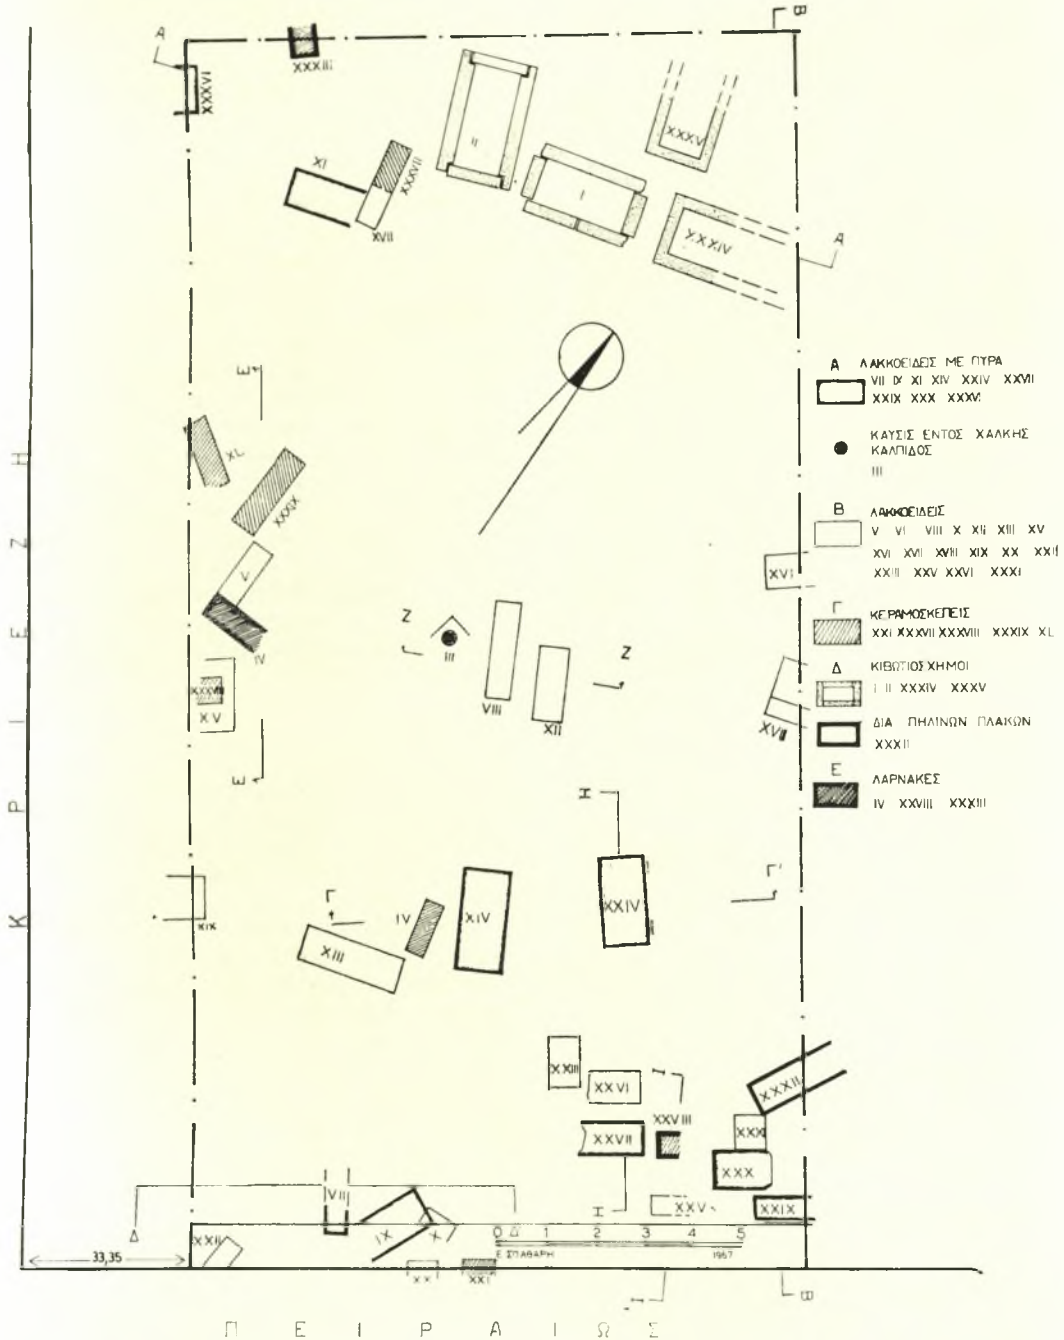 B
A
XXXIII
XXXVI
XXXV
II
XI
XXXVII
I
XVII
XXXIV
A
Α ΛΑΚΚΟΕΙΔΕΙΣ ΜΕ ΠΥΡΑ
VII IX XI XIV XXIV XXVII
XXIX XXX XXXVI
ΚΑΥΣΙΣ ΕΝΤΟΣ ΧΑΛΚΗΣ
ΚΑΛΠΙΔΟΣ
III
Β ΛΑΚΚΟΕΙΔΕΙΣ
V VI VIII X XII XIII XV
XVI XVII XVIII XIX XX XXII
XXIII XXV XXVI XXXI
Γ ΚΕΡΑΜΟΣΚΕΠΕΙΣ
XXI XXXVII XXXVIII XXXIX XL
Δ ΚΙΒΩΤΙΟΣΧΗΜΟΙ
I II XXXIV XXXV
ΔΙΑ ΠΗΛΙΝΩΝ ΠΛΑΚΩΝ
XXXII
Ε ΛΑΡΝΑΚΕΣ
IV XXVIII XXXIII
E
XL
XXXIX
V
IV
XXXVIII
XV
E
Z
III
VIII
XII
Z
XVI
H
Γ
XIX
XIII
IV
XIV
XXIV
Γ'
XXIII
XXVI
I
XXVIII
XXVII
XXXII
XXXI
XXX
XXV
XXIX
H
VII
IX
X
Δ
Δ
XXII
XX
XXI
0 1 2 3 4 5
Ε ΣΠΑΘΑΡΗ 1967
33,35
I
B
ΚΡΙΕΖΗ
ΠΕΙΡΑΙΩΣ